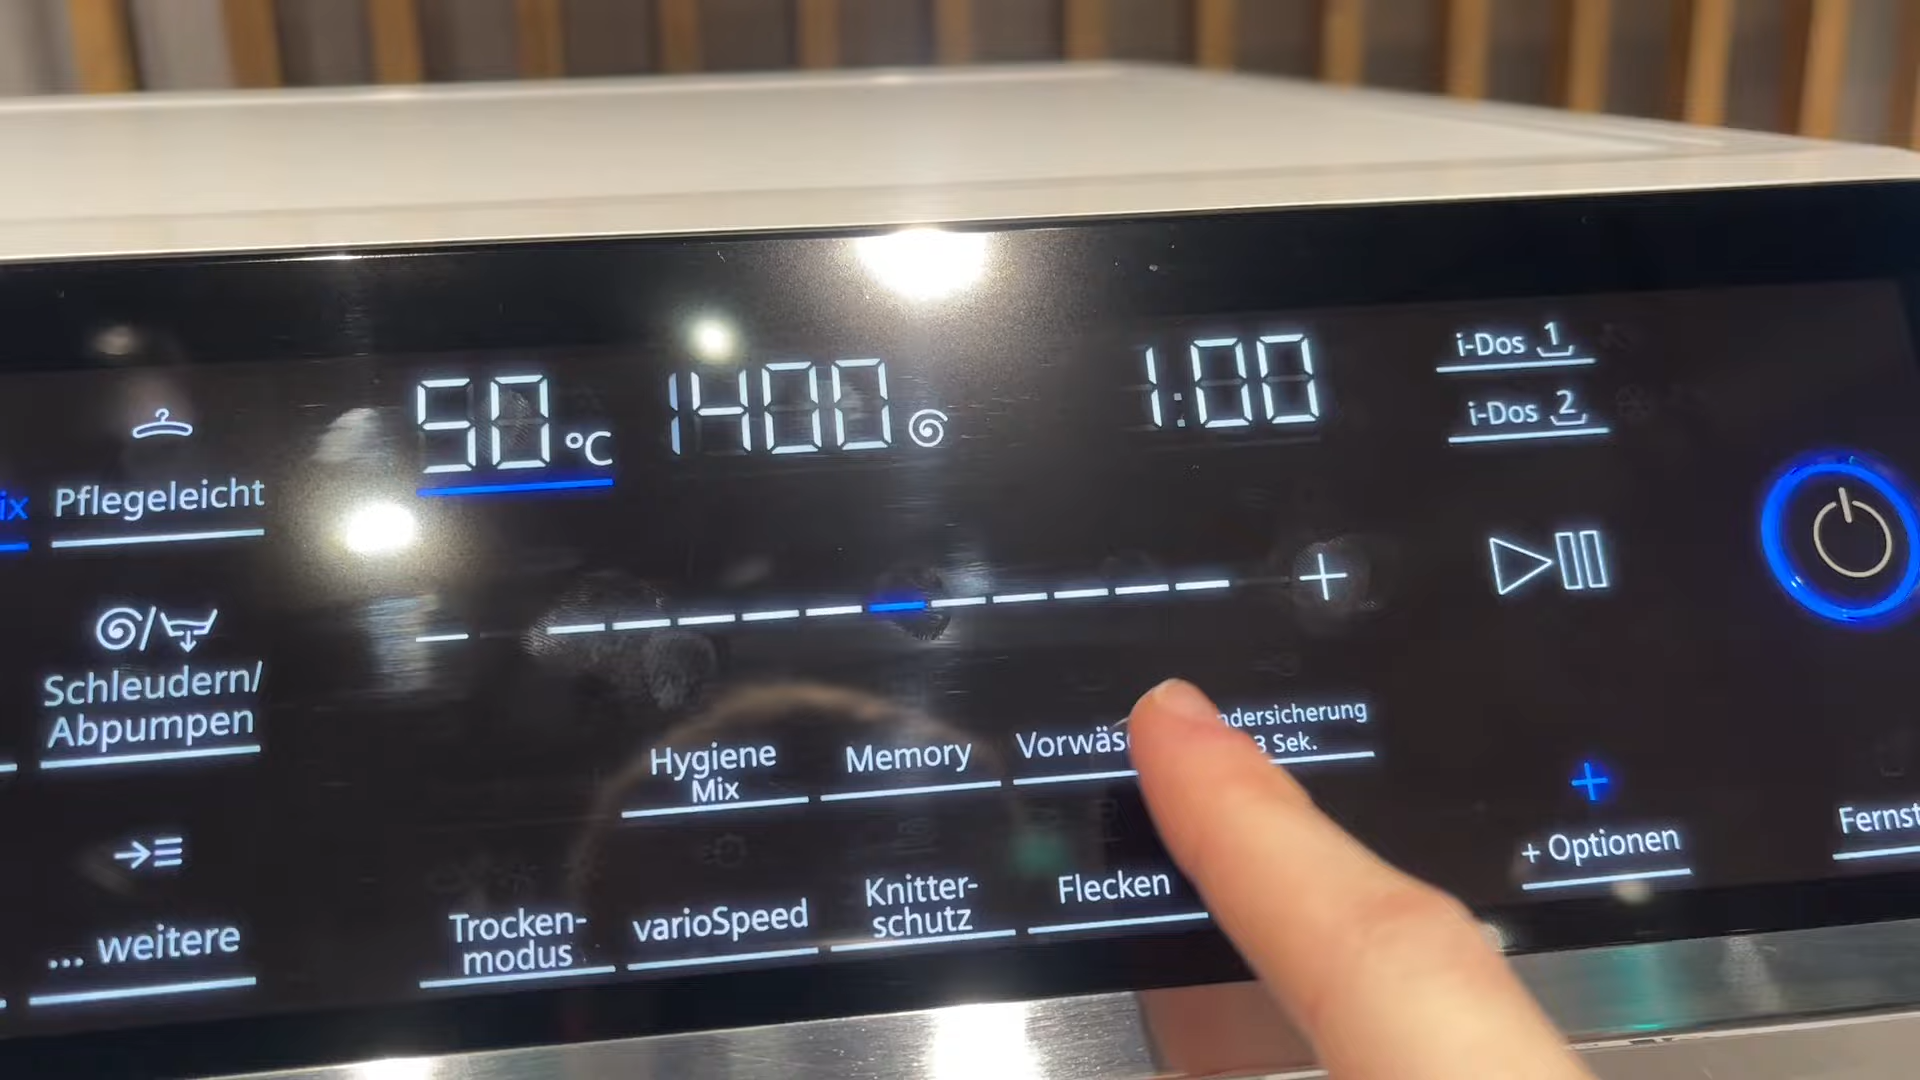 50 °C 1400 1:00
i-Dos 1
i-Dos 2
ix Pflegeleicht
Schleudern/
Abpumpen
... weitere
− +
Hygiene
Mix
Memory
Vorwäs
ndersicherung
3 Sek.
Trocken-
modus
varioSpeed
Knitter-
schutz
Flecken
+
+ Optionen
Fernst